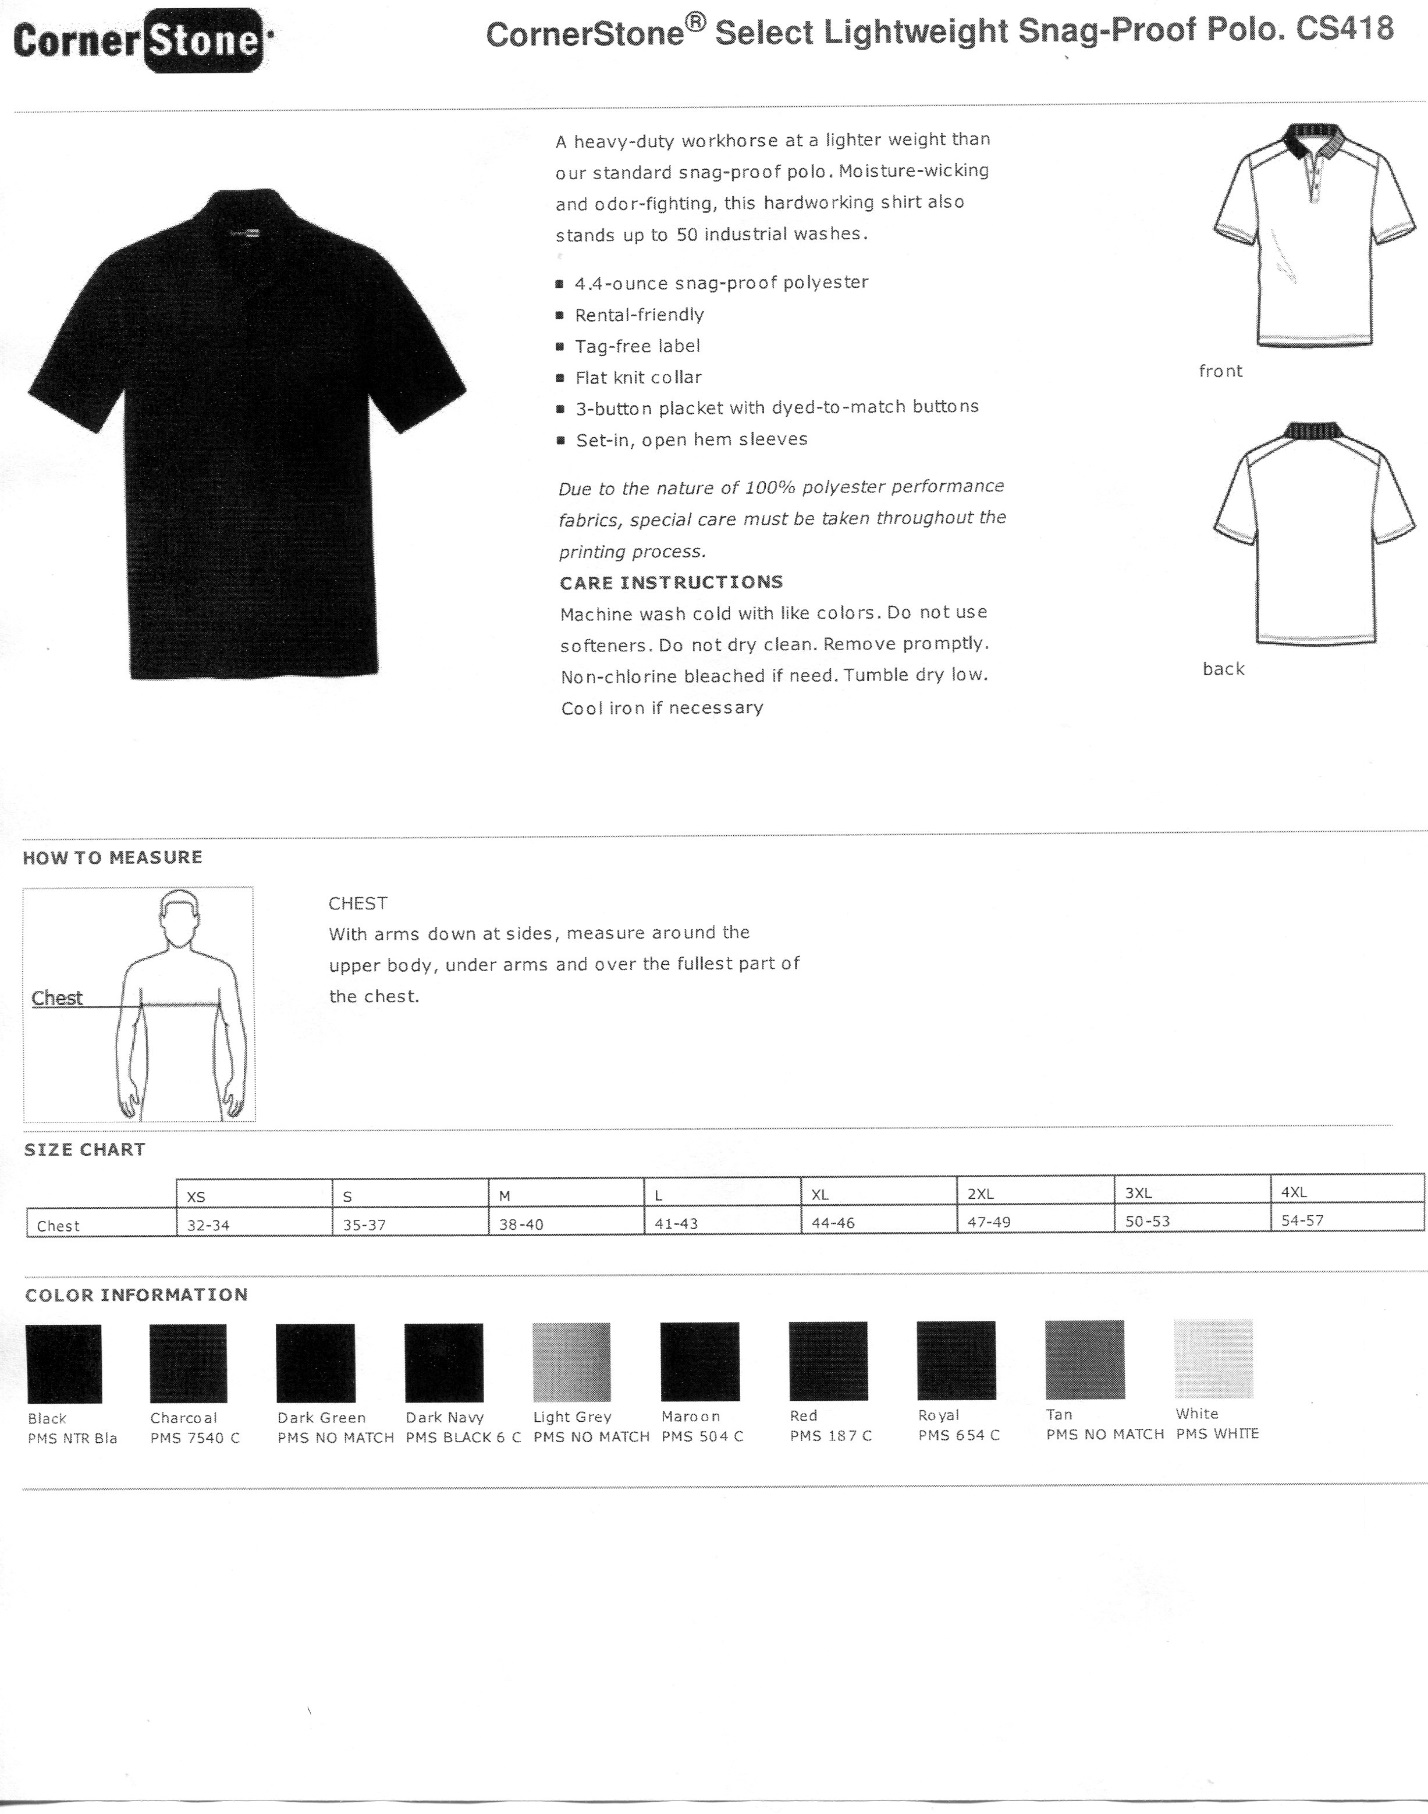 CornerStone
CornerStone® Select Lightweight Snag-Proof Polo. CS418
A heavy-duty workhorse at a lighter weight than
our standard snag-proof polo. Moisture-wicking
and odor-fighting, this hardworking shirt also
stands up to 50 industrial washes.
▪ 4.4-ounce snag-proof polyester
▪ Rental-friendly
▪ Tag-free label
▪ Flat knit collar
▪ 3-button placket with dyed-to-match buttons
▪ Set-in, open hem sleeves
Due to the nature of 100% polyester performance
fabrics, special care must be taken throughout the
printing process.
CARE INSTRUCTIONS
Machine wash cold with like colors. Do not use
softeners. Do not dry clean. Remove promptly.
Non-chlorine bleached if need. Tumble dry low.
Cool iron if necessary
front
back
HOW TO MEASURE
Chest
CHEST
With arms down at sides, measure around the
upper body, under arms and over the fullest part of
the chest.
SIZE CHART
XS S M L XL 2XL 3XL 4XL
Chest 32-34 35-37 38-40 41-43 44-46 47-49 50-53 54-57
COLOR INFORMATION
Black Charcoal Dark Green Dark Navy Light Grey Maroon Red Royal Tan White
PMS NTR Bla PMS 7540 C PMS NO MATCH PMS BLACK 6 C PMS NO MATCH PMS 504 C PMS 187 C PMS 654 C PMS NO MATCH PMS WHITE